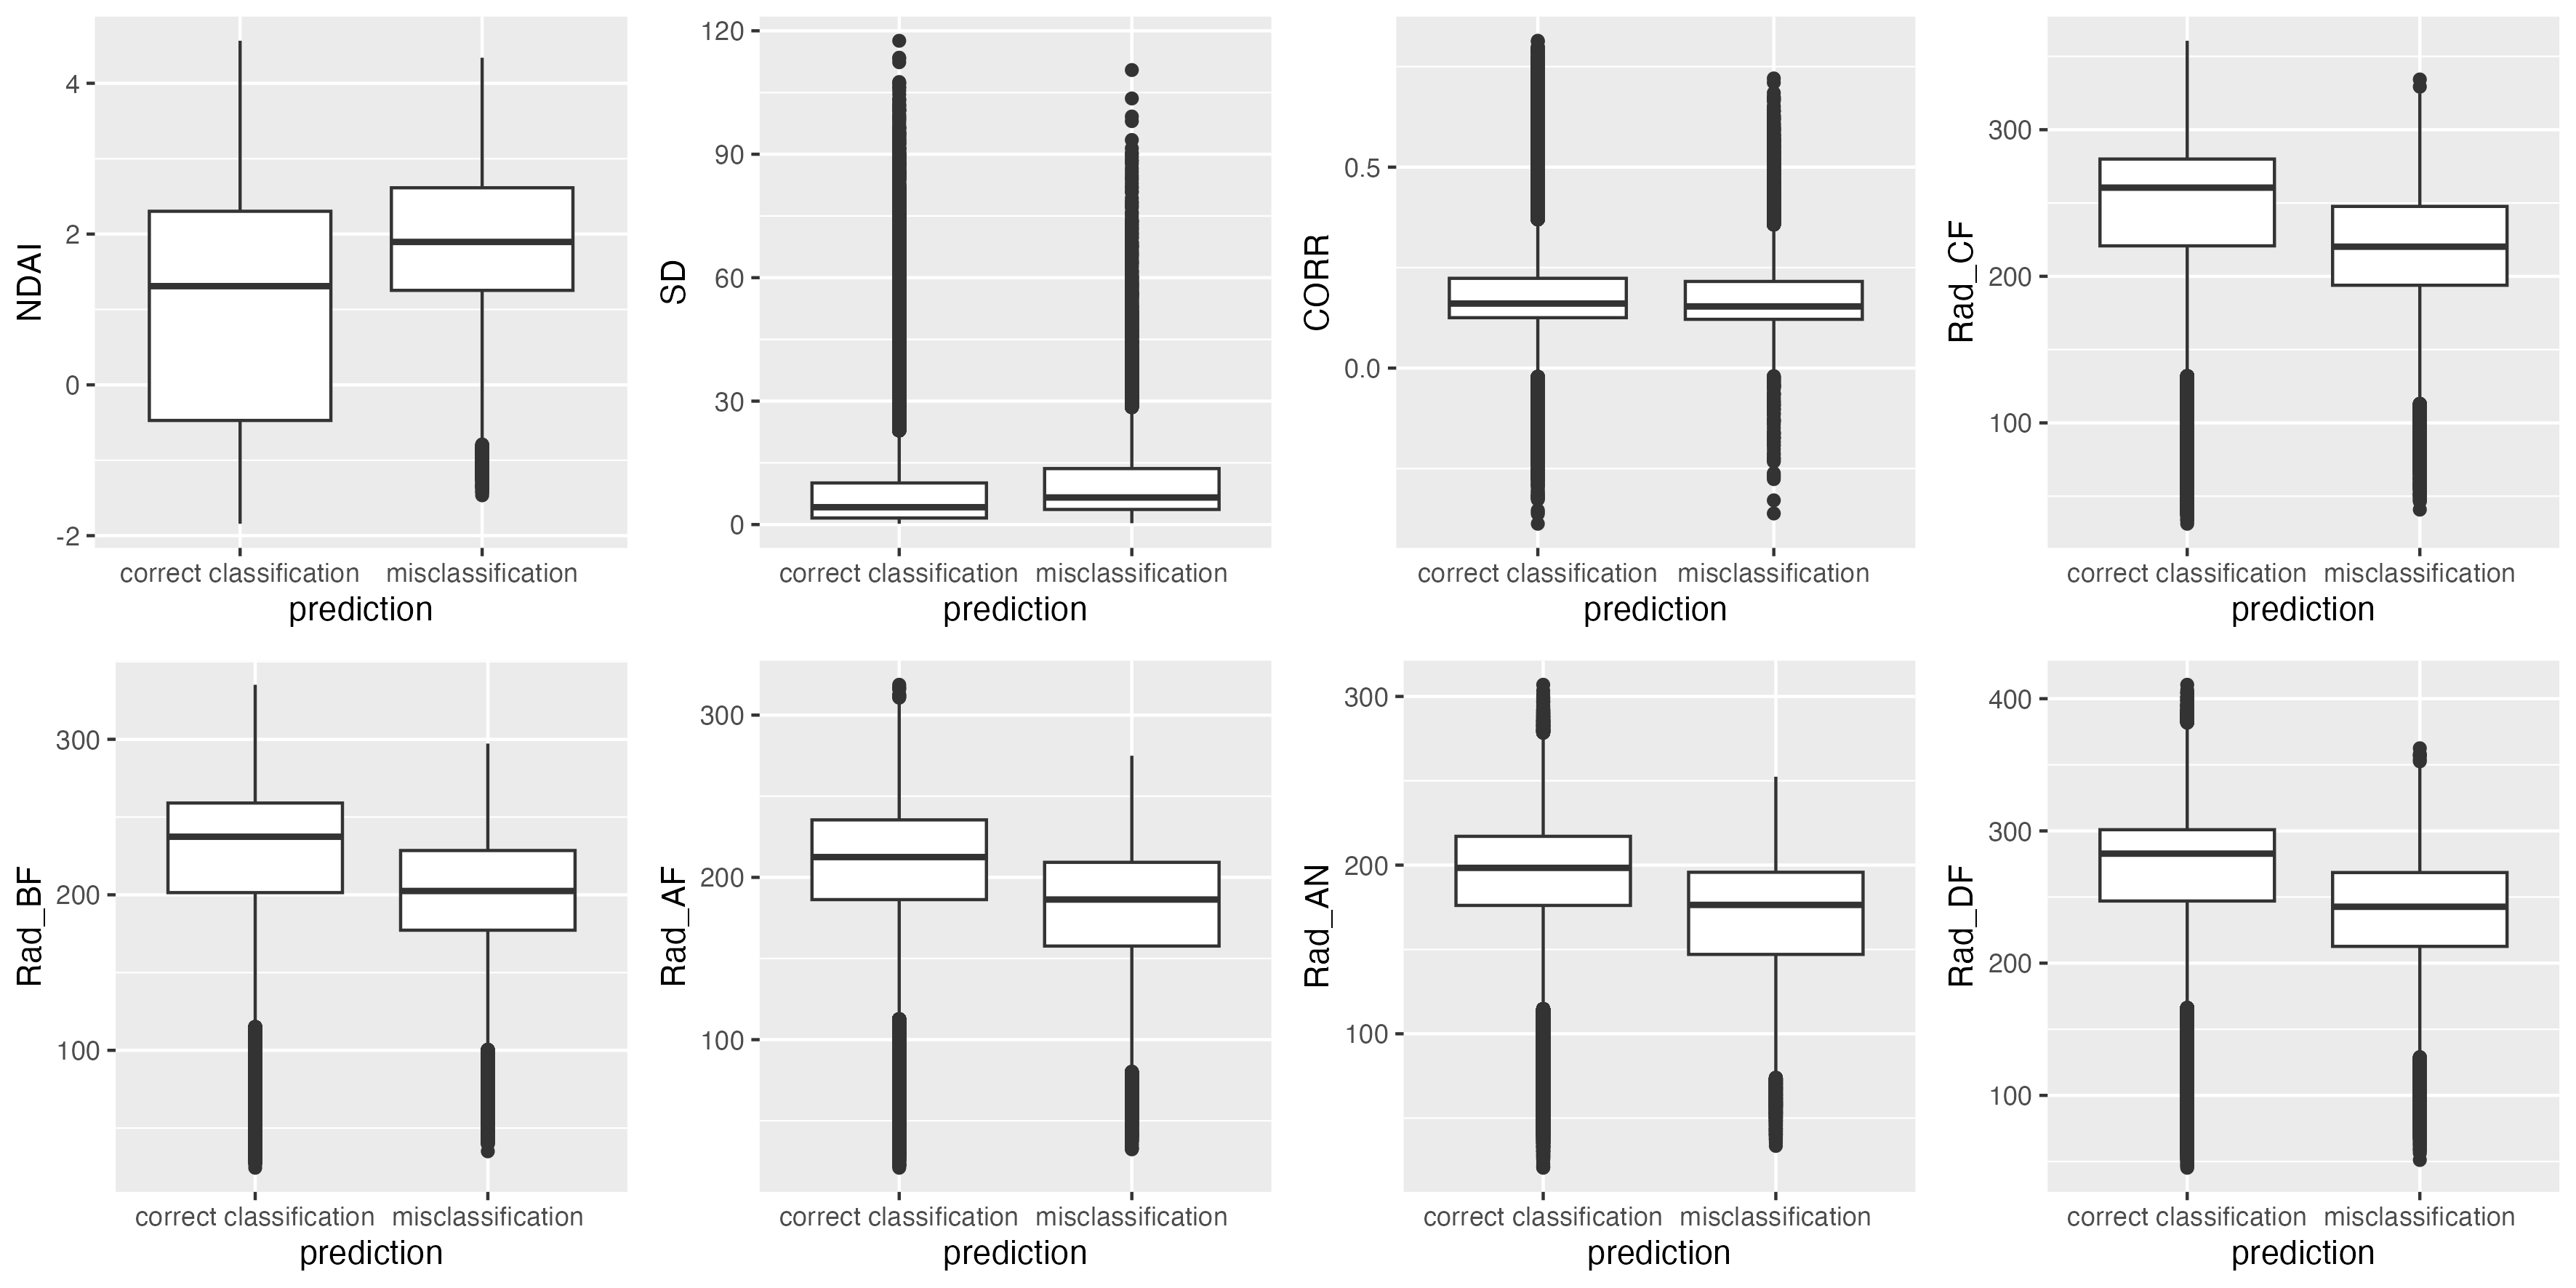 NDAI
4
2
0
-2
correct classification misclassification
prediction
SD
120
90
60
30
0
correct classification misclassification
prediction
CORR
0.5
0.0
correct classification misclassification
prediction
Rad_CF
300
200
100
correct classification misclassification
prediction
Rad_BF
300
200
100
correct classification misclassification
prediction
Rad_AF
300
200
100
correct classification misclassification
prediction
Rad_AN
300
200
100
correct classification misclassification
prediction
Rad_DF
400
300
200
100
correct classification misclassification
prediction